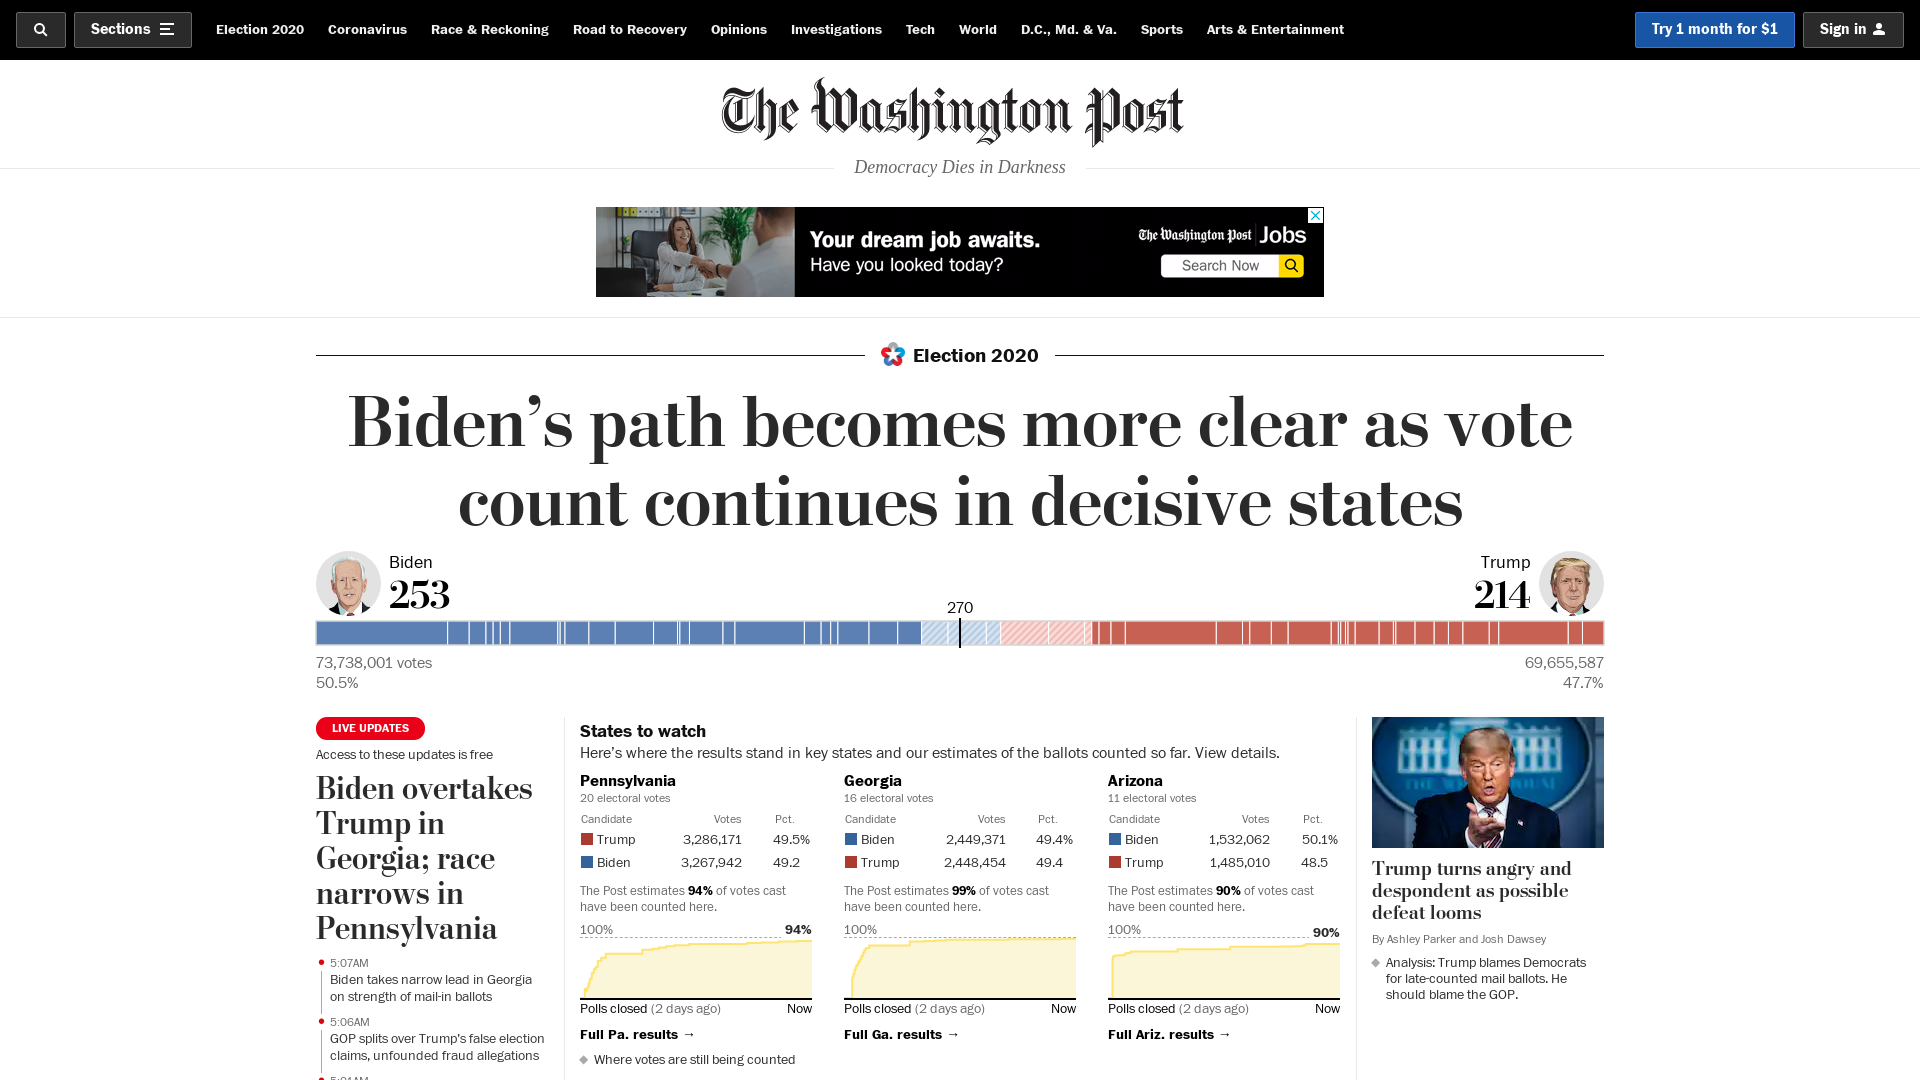 Sections
Election 2020
Coronavirus
Race & Reckoning
Road to Recovery
Opinions
Investigations
Tech
World
D.C., Md. & Va.
Sports
Arts & Entertainment
Try 1 month for $1
Sign in
The Washington Post
Democracy Dies in Darkness
Your dream job awaits.
Have you looked today?
The Washington Post Jobs
Search Now
Election 2020
Biden’s path becomes more clear as vote
count continues in decisive states
Biden
253
Trump
214
270
73,738,001 votes
50.5%
69,655,587
47.7%
LIVE UPDATES
Access to these updates is free
Biden overtakes
Trump in
Georgia; race
narrows in
Pennsylvania
5:07AM
Biden takes narrow lead in Georgia
on strength of mail-in ballots
5:06AM
GOP splits over Trump's false election
claims, unfounded fraud allegations
States to watch
Here’s where the results stand in key states and our estimates of the ballots counted so far. View details.
Pennsylvania
20 electoral votes
Candidate Votes Pct.
Trump 3,286,171 49.5%
Biden 3,267,942 49.2
The Post estimates 94% of votes cast
have been counted here.
100% 94%
Polls closed (2 days ago) Now
Full Pa. results →
Where votes are still being counted
Georgia
16 electoral votes
Candidate Votes Pct.
Biden 2,449,371 49.4%
Trump 2,448,454 49.4
The Post estimates 99% of votes cast
have been counted here.
100%
Polls closed (2 days ago) Now
Full Ga. results →
Arizona
11 electoral votes
Candidate Votes Pct.
Biden 1,532,062 50.1%
Trump 1,485,010 48.5
The Post estimates 90% of votes cast
have been counted here.
100% 90%
Polls closed (2 days ago) Now
Full Ariz. results →
Trump turns angry and
despondent as possible
defeat looms
By Ashley Parker and Josh Dawsey
Analysis: Trump blames Democrats
for late-counted mail ballots. He
should blame the GOP.